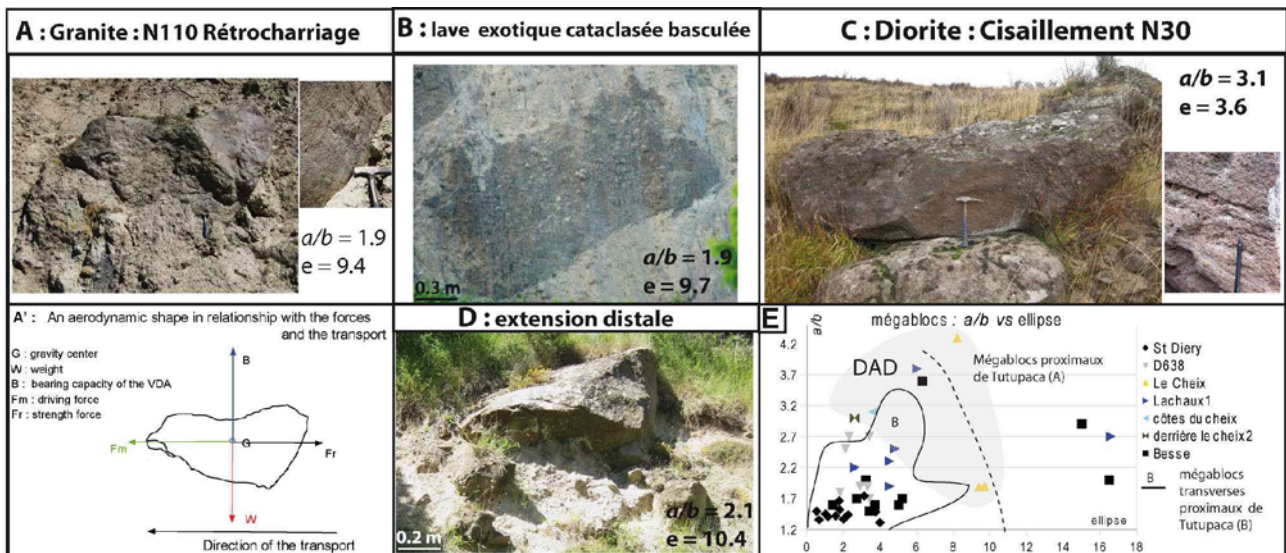 A : Granite : N110 Rétrocharriage
a/b = 1.9
e = 9.4
B : lave exotique cataclasée basculée
0.3 m
a/b = 1.9
e = 9.7
C : Diorite : Cisaillement N30
a/b = 3.1
e = 3.6
A' : An aerodynamic shape in relationship with the forces
and the transport
G : gravity center
W : weight
B : bearing capacity of the VDA
Fm : driving force
Fr : strength force
B
Fm
G
Fr
W
Direction of the transport
D : extension distale
0.2 m
a/b = 2.1
e = 10.4
E
a/b
mégablocs : a/b vs ellipse
4.2
3.7
3.2
2.7
2.2
1.7
1.2
DAD
B
Mégablocs proximaux
de Tutupaca (A)
ellipse
0 2 4 6 8 10 12 14 16 18
St Diery
D638
Le Cheix
Lachaux1
côtes du cheix
derrière le cheix2
Besse
B
mégablocs
transverses
proximaux de
Tutupaca (B)